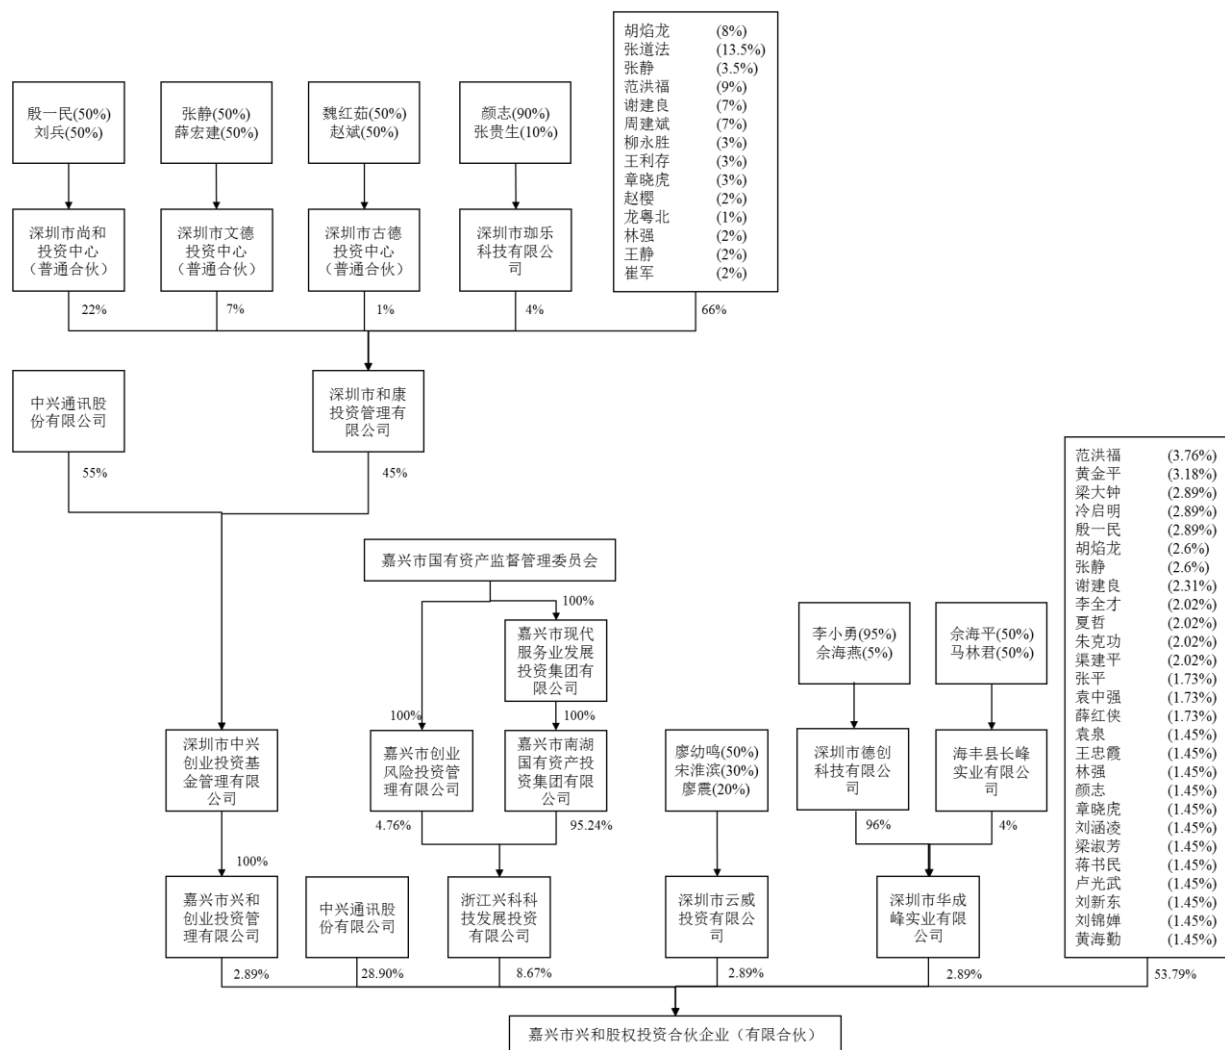 胡焰龙 (8%)
张道法 (13.5%)
张静 (3.5%)
范洪福 (9%)
谢建良 (7%)
周建斌 (7%)
柳永胜 (3%)
王利存 (3%)
章晓虎 (3%)
赵樱 (2%)
龙粤北 (1%)
林强 (2%)
王静 (2%)
崔军 (2%)
殷一民(50%)
刘兵(50%)
张静(50%)
薛宏建(50%)
魏红茹(50%)
赵斌(50%)
颜志(90%)
张贵生(10%)
深圳市尚和
投资中心
（普通合伙）
深圳市文德
投资中心
（普通合伙）
深圳市古德
投资中心
（普通合伙）
深圳市珈乐
科技有限公
司
22%
7%
1%
4%
66%
中兴通讯股
份有限公司
深圳市和康
投资管理有
限公司
55%
45%
范洪福 (3.76%)
黄金平 (3.18%)
梁大钟 (2.89%)
冷启明 (2.89%)
殷一民 (2.89%)
胡焰龙 (2.6%)
张静 (2.6%)
谢建良 (2.31%)
李全才 (2.02%)
夏哲 (2.02%)
朱克功 (2.02%)
渠建平 (2.02%)
张平 (1.73%)
袁中强 (1.73%)
薛红侠 (1.73%)
袁泉 (1.45%)
王忠霞 (1.45%)
林强 (1.45%)
颜志 (1.45%)
章晓虎 (1.45%)
刘涵凌 (1.45%)
梁淑芳 (1.45%)
蒋书民 (1.45%)
卢光武 (1.45%)
刘新东 (1.45%)
刘锦婵 (1.45%)
黄海勤 (1.45%)
嘉兴市国有资产监督管理委员会
100%
嘉兴市现代
服务业发展
投资集团有
限公司
李小勇(95%)
佘海燕(5%)
佘海平(50%)
马林君(50%)
100%
100%
深圳市中兴
创业投资基
金管理有限
公司
嘉兴市创业
风险投资管
理有限公司
嘉兴市南湖
国有资产投
资集团有限
公司
廖幼鸣(50%)
宋淮滨(30%)
廖震(20%)
深圳市德创
科技有限公
司
海丰县长峰
实业有限公
司
4.76%
95.24%
96%
4%
100%
嘉兴市兴和
创业投资管
理有限公司
中兴通讯股
份有限公司
浙江兴科科
技发展投资
有限公司
深圳市云威
投资有限公
司
深圳市华成
峰实业有限
公司
2.89%
28.90%
8.67%
2.89%
2.89%
53.79%
嘉兴市兴和股权投资合伙企业（有限合伙）